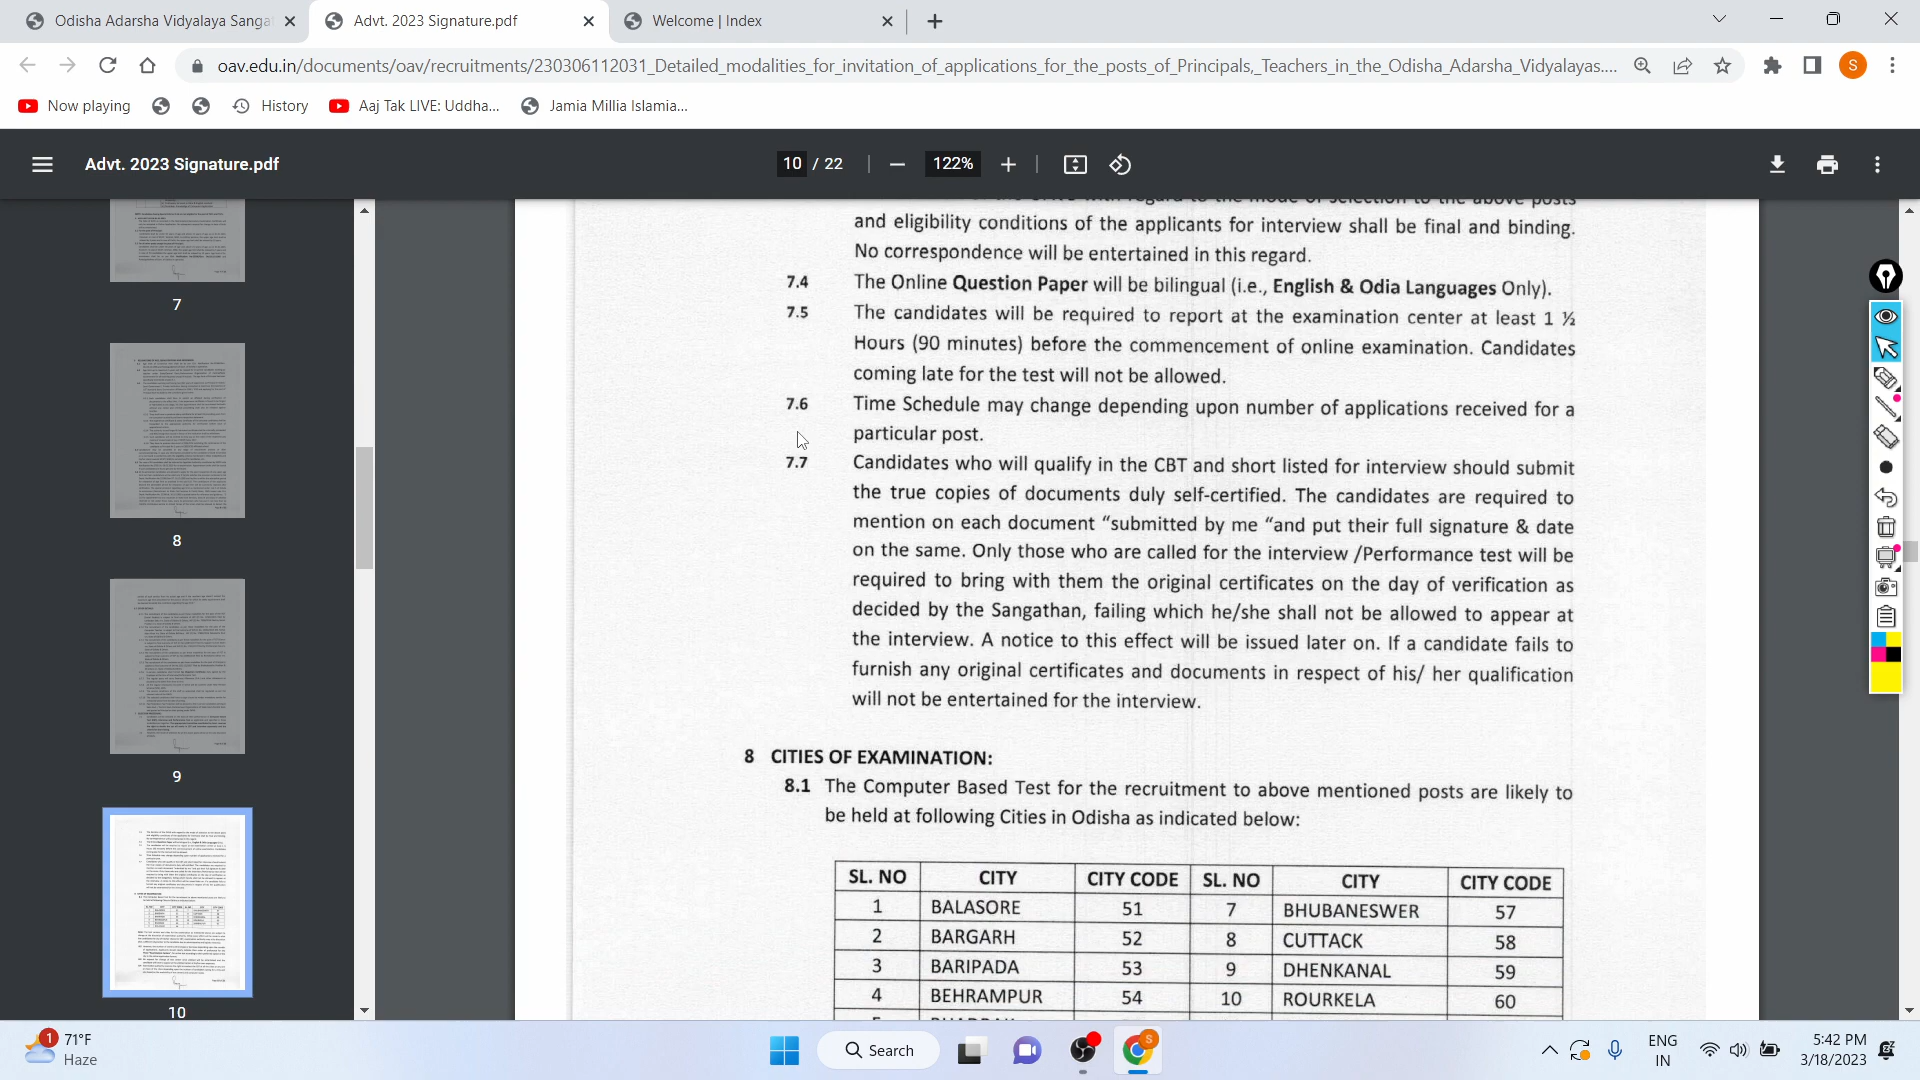 Odisha Adarsha Vidyalaya Sanga
Advt. 2023 Signature.pdf
Welcome | Index
oav.edu.in/documents/oav/recruitments/230306112031_Detailed_modalities_for_invitation_of_applications_for_the_posts_of_Principals,_Teachers_in_the_Odisha_Adarsha_Vidyalayas....
S
Now playing
History
Aaj Tak LIVE: Uddha...
Jamia Millia Islamia...
Advt. 2023 Signature.pdf
10 / 22
122%
7
8
9
10
and eligibility conditions of the applicants for interview shall be final and binding.
No correspondence will be entertained in this regard.
7.4 The Online Question Paper will be bilingual (i.e., English & Odia Languages Only).
7.5 The candidates will be required to report at the examination center at least 1 ½
Hours (90 minutes) before the commencement of online examination. Candidates
coming late for the test will not be allowed.
7.6 Time Schedule may change depending upon number of applications received for a
particular post.
7.7 Candidates who will qualify in the CBT and short listed for interview should submit
the true copies of documents duly self-certified. The candidates are required to
mention on each document “submitted by me “and put their full signature & date
on the same. Only those who are called for the interview /Performance test will be
required to bring with them the original certificates on the day of verification as
decided by the Sangathan, failing which he/she shall not be allowed to appear at
the interview. A notice to this effect will be issued later on. If a candidate fails to
furnish any original certificates and documents in respect of his/ her qualification
will not be entertained for the interview.
8 CITIES OF EXAMINATION:
8.1 The Computer Based Test for the recruitment to above mentioned posts are likely to
be held at following Cities in Odisha as indicated below:
SL. NO CITY CITY CODE SL. NO CITY CITY CODE
1 BALASORE 51 7 BHUBANESWER 57
2 BARGARH 52 8 CUTTACK 58
3 BARIPADA 53 9 DHENKANAL 59
4 BEHRAMPUR 54 10 ROURKELA 60
1
71°F
Haze
Search
S
ENG
IN
5:42 PM
3/18/2023